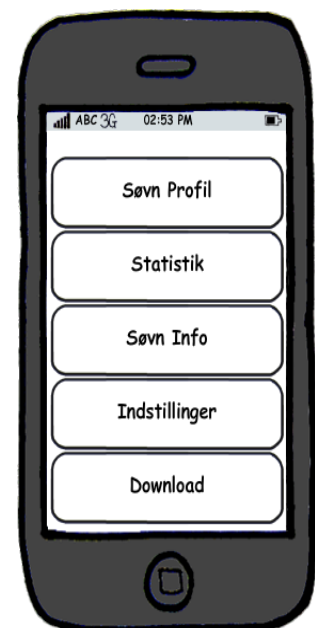 ABC 3G 02:53 PM
Søvn Profil
Statistik
Søvn Info
Indstillinger
Download